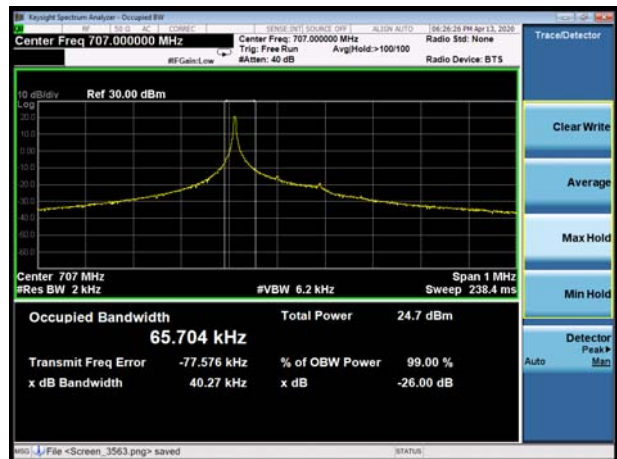 Keysight Spectrum Analyzer - Occupied BW
RF 50 Ω AC CORREC SENSE:INT SOURCE OFF ALIGN AUTO 06:26:26 PM Apr 13, 2020
Center Freq 707.000000 MHz
Center Freq: 707.000000 MHz
Radio Std: None
Trig: Free Run Avg|Hold:>100/100
#IFGain:Low #Atten: 40 dB Radio Device: BTS
Trace/Detector
10 dB/div Ref 30.00 dBm
Log
20.0
10.0
0.00
-10.0
-20.0
-30.0
-40.0
-50.0
-60.0
Center 707 MHz Span 1 MHz
#Res BW 2 kHz #VBW 6.2 kHz Sweep 238.4 ms
Occupied Bandwidth Total Power 24.7 dBm
65.704 kHz
Transmit Freq Error -77.576 kHz % of OBW Power 99.00 %
x dB Bandwidth 40.27 kHz x dB -26.00 dB
Clear Write
Average
Max Hold
Min Hold
Detector
Peak▶
Auto Man
MSG File <Screen_3563.png> saved STATUS